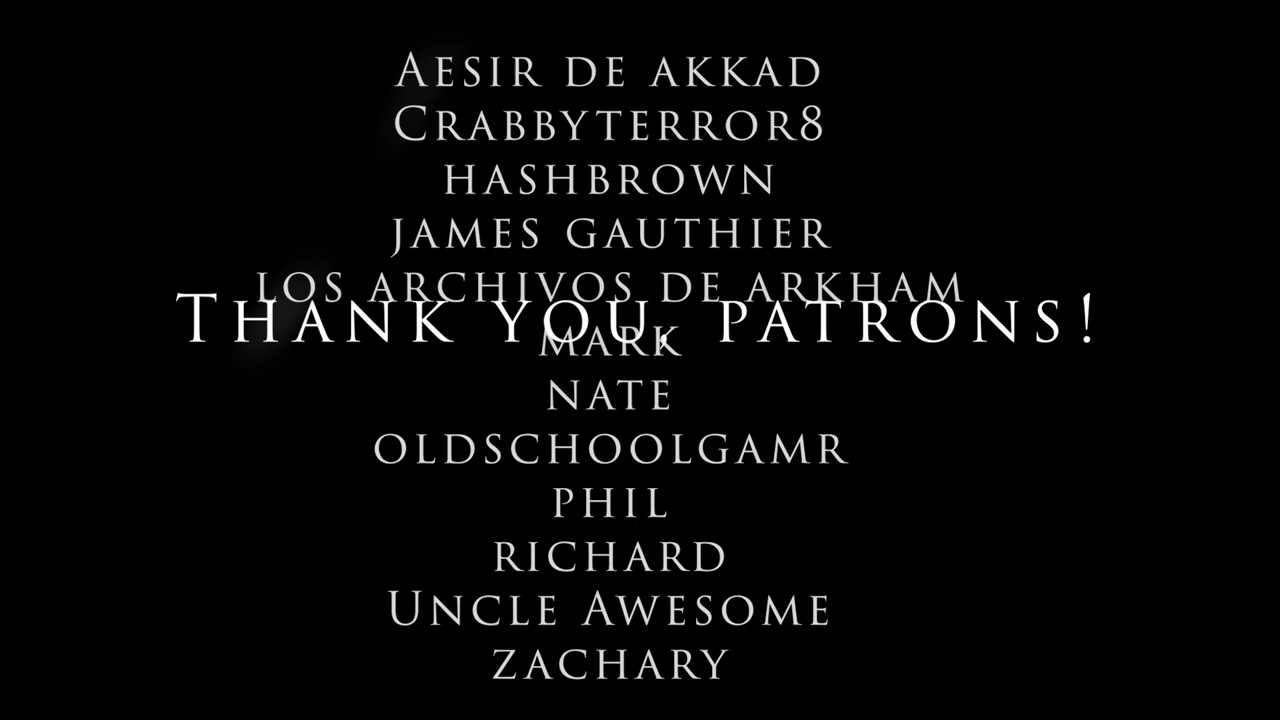 Aesir de akkad
Crabbyterror8
hashbrown
james gauthier
los archivos de arkham
Thank you, patrons!
mark
nate
oldschoolgamr
phil
richard
Uncle Awesome
zachary